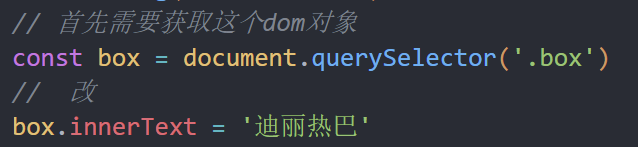 // 首先需要获取这个dom对象
const box = document.querySelector('.box')
//  改
box.innerText = '迪丽热巴'